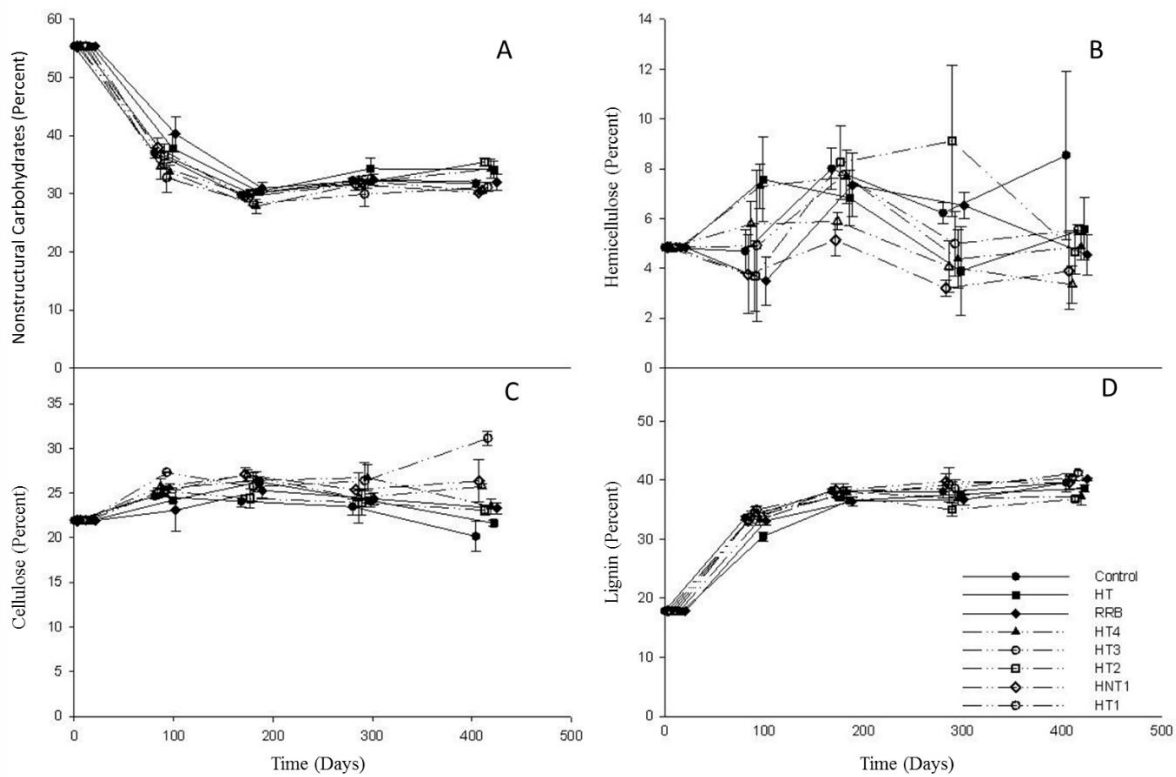 A
Nonstructural Carbohydrates (Percent)
60
50
40
30
20
10
0
B
Hemicellulose (Percent)
14
12
10
8
6
4
2
0
C
Cellulose (Percent)
35
30
25
20
15
10
5
0
0
100
200
300
400
500
Time (Days)
D
Lignin (Percent)
50
40
30
20
10
0
0
100
200
300
400
500
Time (Days)
Control
HT
RRB
HT4
HT3
HT2
HNT1
HT1